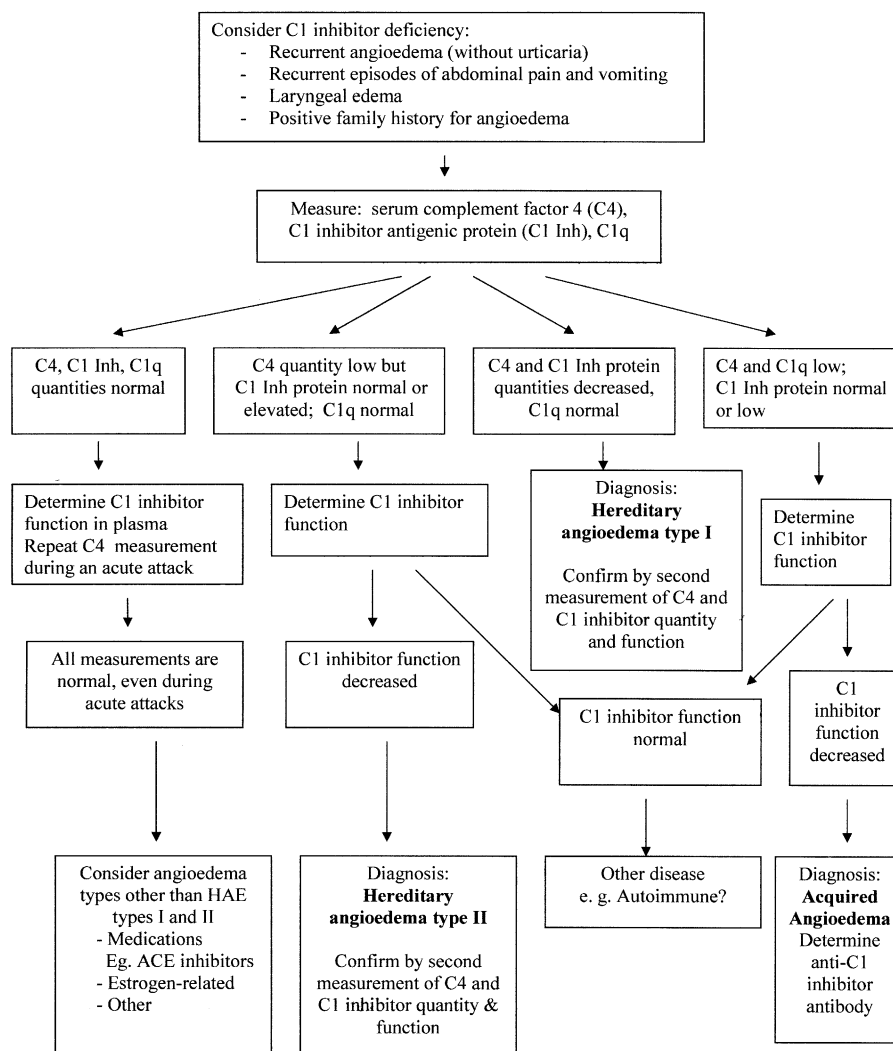 Consider C1 inhibitor deficiency:
- Recurrent angioedema (without urticaria)
- Recurrent episodes of abdominal pain and vomiting
- Laryngeal edema
- Positive family history for angioedema
Measure: serum complement factor 4 (C4),
C1 inhibitor antigenic protein (C1 Inh), C1q
C4, C1 Inh, C1q
quantities normal
C4 quantity low but
C1 Inh protein normal or
elevated; C1q normal
C4 and C1 Inh protein
quantities decreased,
C1q normal
C4 and C1q low;
C1 Inh protein normal
or low
Determine C1 inhibitor
function in plasma
Repeat C4 measurement
during an acute attack
Determine C1 inhibitor
function
Diagnosis:
Hereditary
angioedema type I
Confirm by second
measurement of C4 and
C1 inhibitor quantity
and function
Determine
C1 inhibitor
function
All measurements are
normal, even during
acute attacks
C1 inhibitor function
decreased
C1 inhibitor function
normal
C1
inhibitor
function
decreased
Consider angioedema
types other than HAE
types I and II
- Medications
Eg. ACE inhibitors
- Estrogen-related
- Other
Diagnosis:
Hereditary
angioedema type II
Confirm by second
measurement of C4 and
C1 inhibitor quantity &
function
Other disease
e. g. Autoimmune?
Diagnosis:
Acquired
Angioedema
Determine
anti-C1
inhibitor
antibody